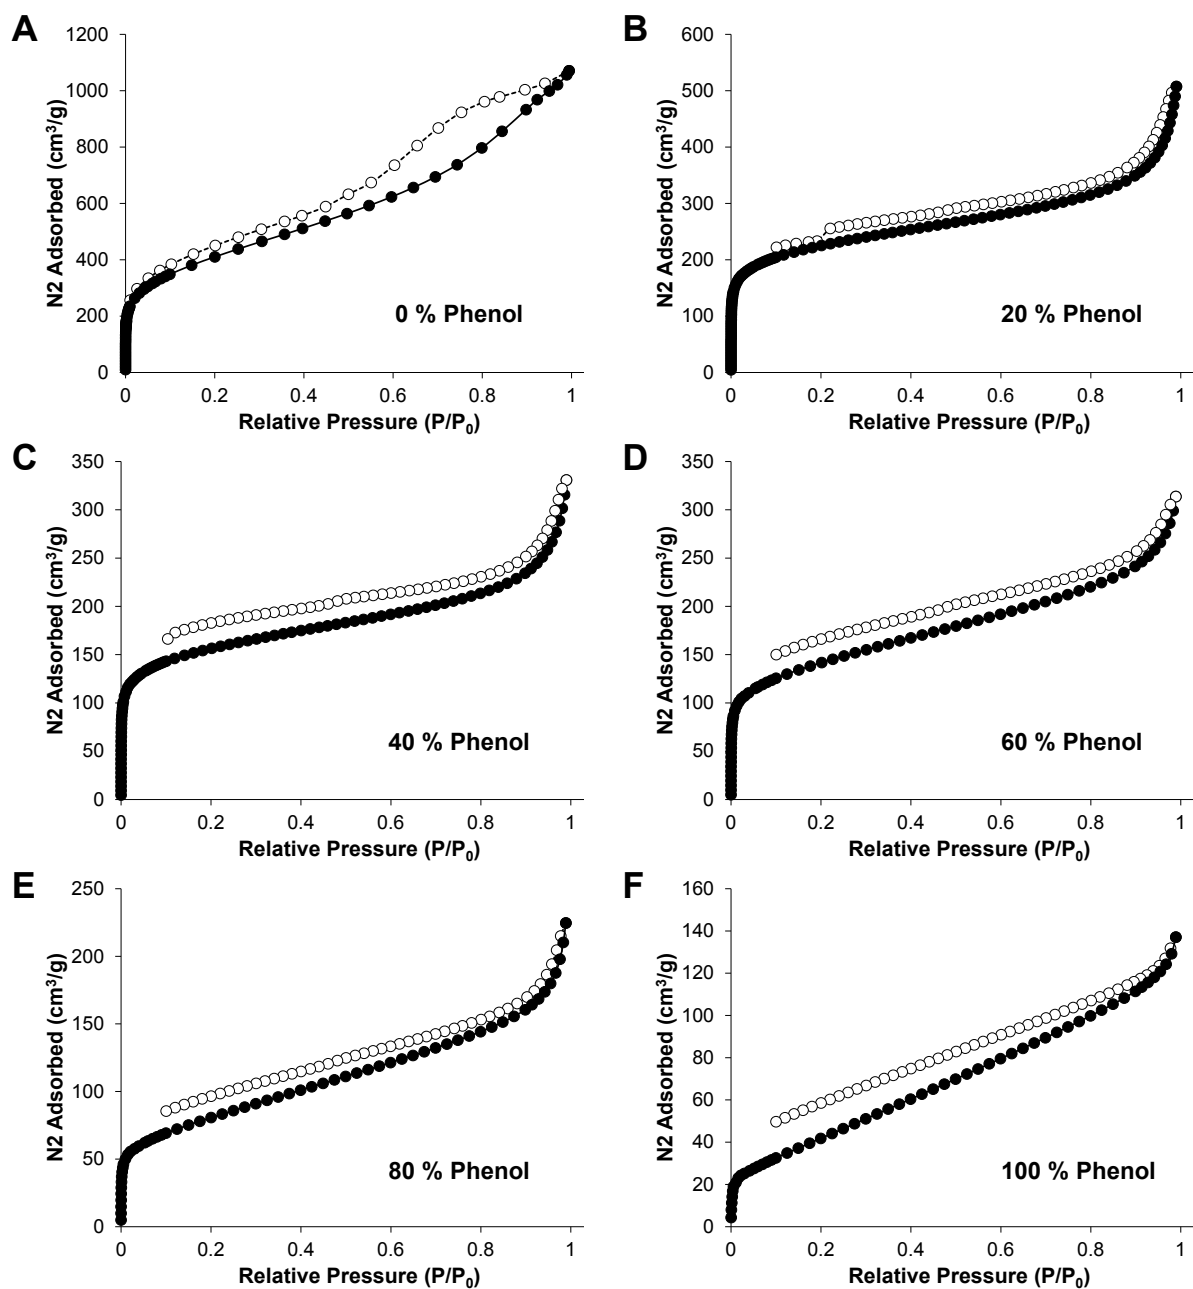 A
1200
1000
800
600
400
200
0
N2 Adsorbed (cm³/g)
0 % Phenol
0 0.2 0.4 0.6 0.8 1
Relative Pressure (P/P₀)
B
600
500
400
300
200
100
0
N2 Adsorbed (cm³/g)
20 % Phenol
0 0.2 0.4 0.6 0.8 1
Relative Pressure (P/P₀)
C
350
300
250
200
150
100
50
0
N2 Adsorbed (cm³/g)
40 % Phenol
0 0.2 0.4 0.6 0.8 1
Relative Pressure (P/P₀)
D
350
300
250
200
150
100
50
0
N2 Adsorbed (cm³/g)
60 % Phenol
0 0.2 0.4 0.6 0.8 1
Relative Pressure (P/P₀)
E
250
200
150
100
50
0
N2 Adsorbed (cm³/g)
80 % Phenol
0 0.2 0.4 0.6 0.8 1
Relative Pressure (P/P₀)
F
160
140
120
100
80
60
40
20
0
N2 Adsorbed (cm³/g)
100 % Phenol
0 0.2 0.4 0.6 0.8 1
Relative Pressure (P/P₀)